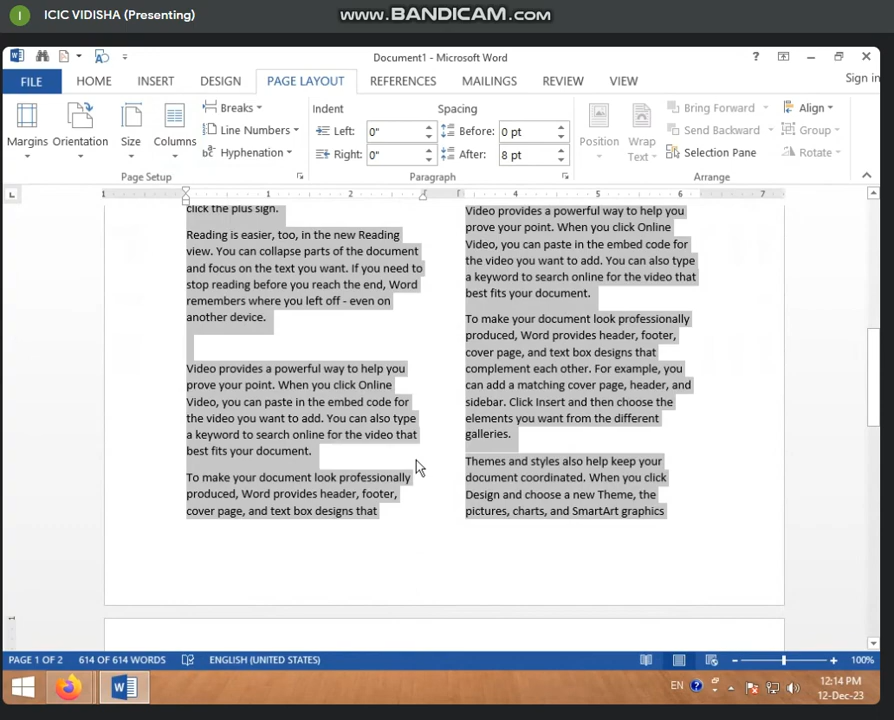 I ICIC VIDISHA (Presenting)
www.BANDICAM.com
Document1 - Microsoft Word
Sign in
FILE HOME INSERT DESIGN PAGE LAYOUT REFERENCES MAILINGS REVIEW VIEW
Margins Orientation Size Columns
Breaks
Line Numbers
Hyphenation
Page Setup
Indent
Left: 0"
Right: 0"
Spacing
Before: 0 pt
After: 8 pt
Paragraph
Position Wrap Text
Bring Forward
Send Backward
Selection Pane
Align
Group
Rotate
Arrange
L 1 1 2 4 5 6 7
click the plus sign.
Reading is easier, too, in the new Reading
view. You can collapse parts of the document
and focus on the text you want. If you need to
stop reading before you reach the end, Word
remembers where you left off - even on
another device.
Video provides a powerful way to help you
prove your point. When you click Online
Video, you can paste in the embed code for
the video you want to add. You can also type
a keyword to search online for the video that
best fits your document.
To make your document look professionally
produced, Word provides header, footer,
cover page, and text box designs that
Video provides a powerful way to help you
prove your point. When you click Online
Video, you can paste in the embed code for
the video you want to add. You can also type
a keyword to search online for the video that
best fits your document.
To make your document look professionally
produced, Word provides header, footer,
cover page, and text box designs that
complement each other. For example, you
can add a matching cover page, header, and
sidebar. Click Insert and then choose the
elements you want from the different
galleries.
Themes and styles also help keep your
document coordinated. When you click
Design and choose a new Theme, the
pictures, charts, and SmartArt graphics
1
PAGE 1 OF 2 614 OF 614 WORDS ENGLISH (UNITED STATES) 100%
EN 12:14 PM
12-Dec-23